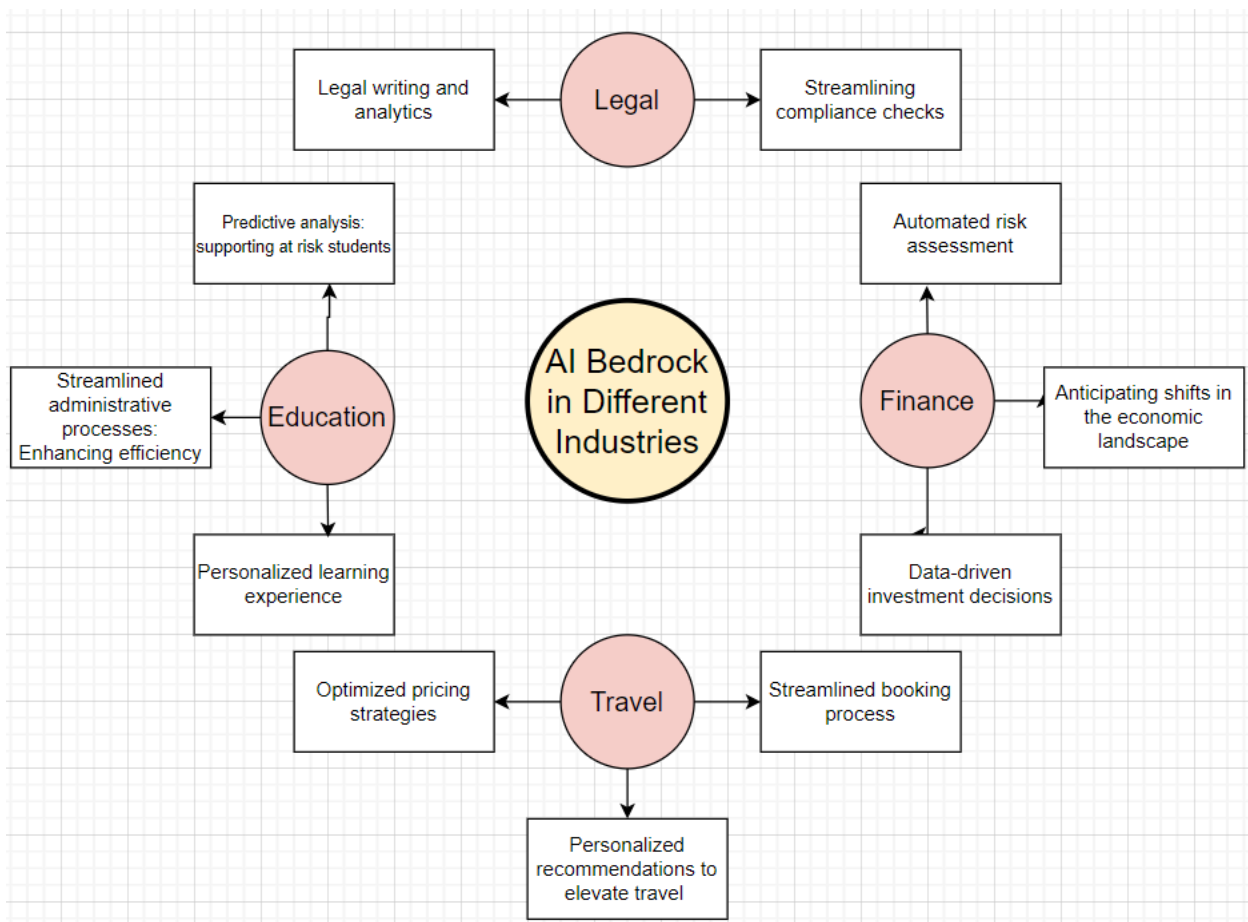 Legal writing and
analytics
Legal
Streamlining
compliance checks
Predictive analysis:
supporting at risk students
Automated risk
assessment
Streamlined
administrative
processes:
Enhancing efficiency
Education
AI Bedrock
in Different
Industries
Finance
Anticipating shifts in
the economic
landscape
Personalized learning
experience
Data-driven
investment decisions
Optimized pricing
strategies
Travel
Streamlined booking
process
Personalized
recommendations to
elevate travel